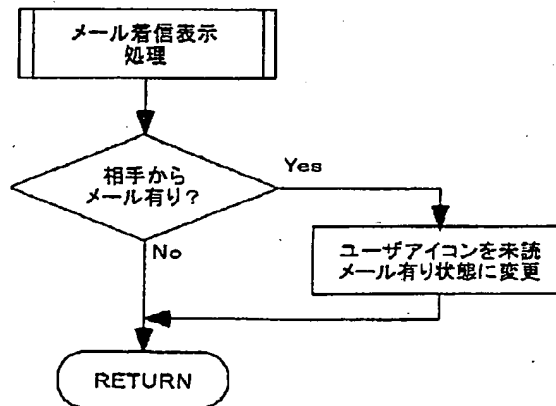 メール着信表示
処理
相手から
メール有り?
Yes
No
ユーザアイコンを未読
メール有り状態に変更
RETURN